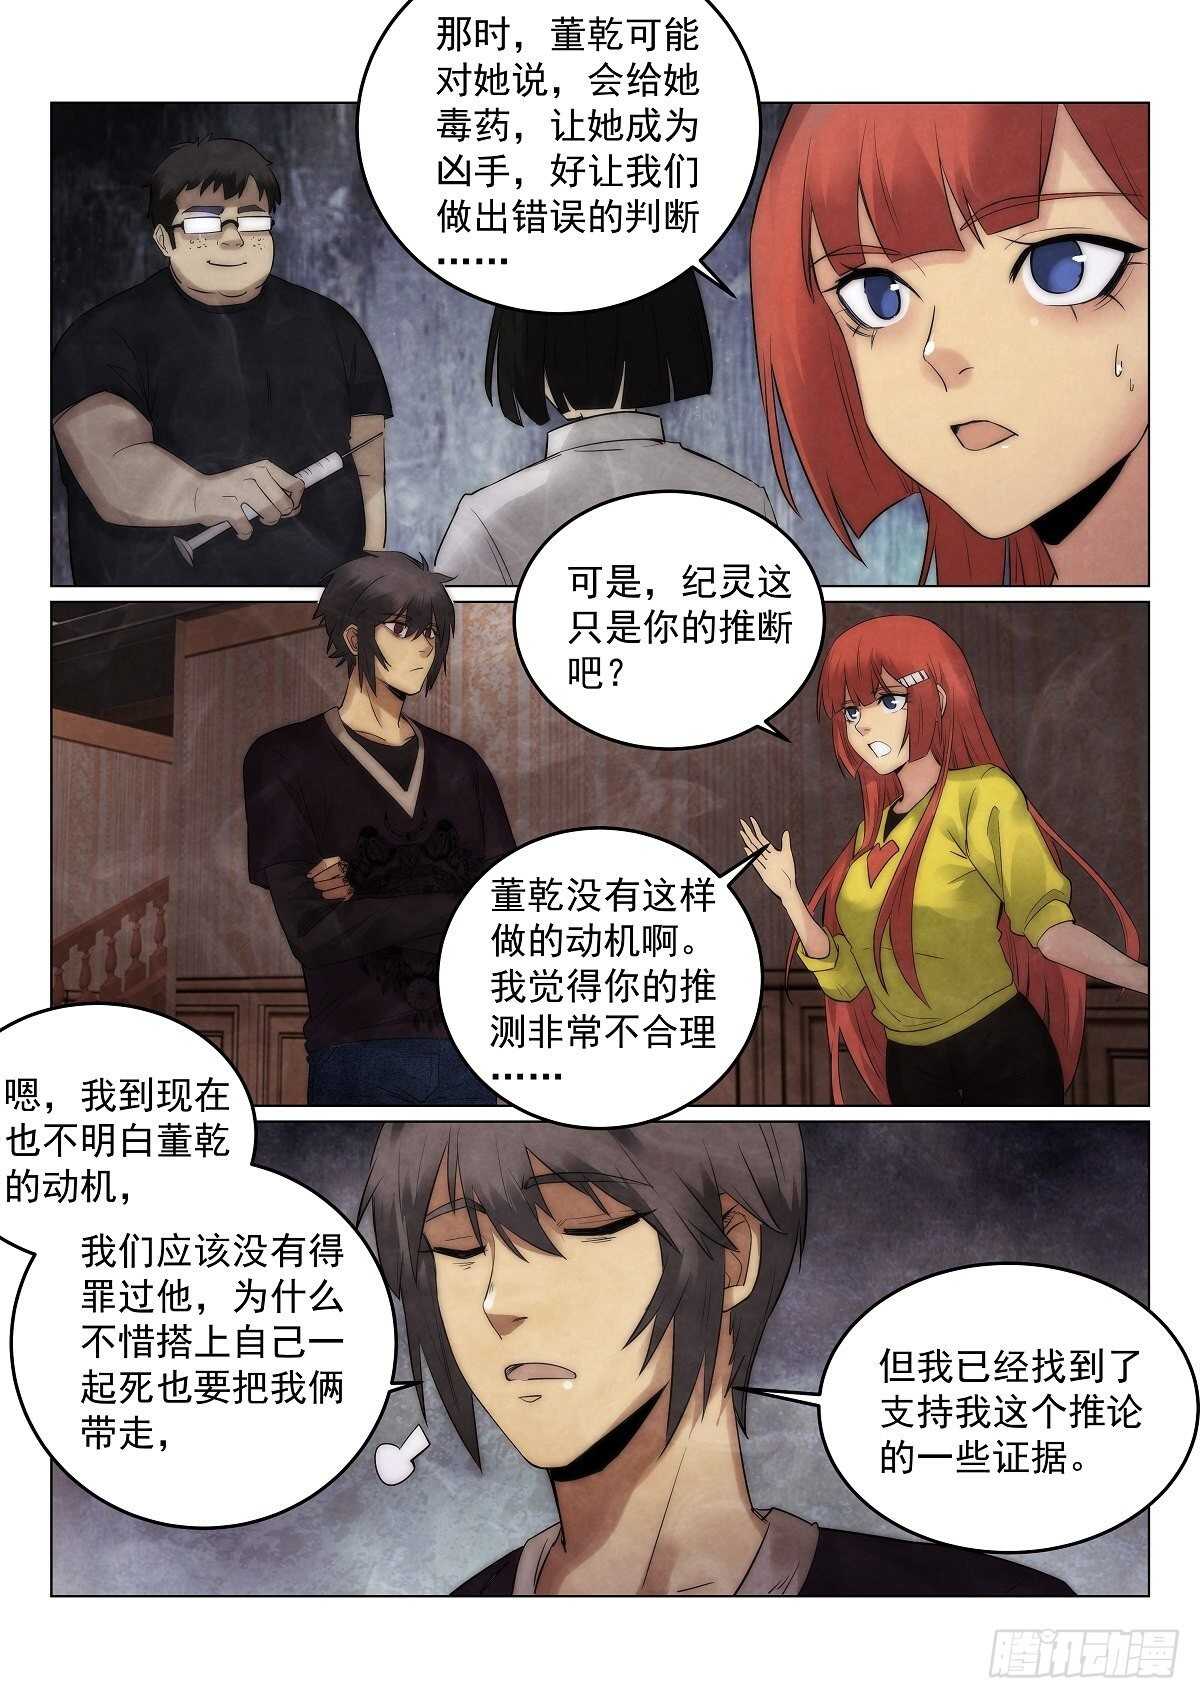 那时，董乾可能
对她说，会给她
毒药，让她成为
凶手，好让我们
做出错误的判断
……
可是，纪灵这
只是你的推断
吧？
董乾没有这样
做的动机啊。
我觉得你的推
测非常不合理
……
嗯，我到现在
也不明白董乾
的动机，
我们应该没有得
罪过他，为什么
不惜搭上自己一
起死也要把我俩
带走，
但我已经找到了
支持我这个推论
的一些证据。
腾讯动漫